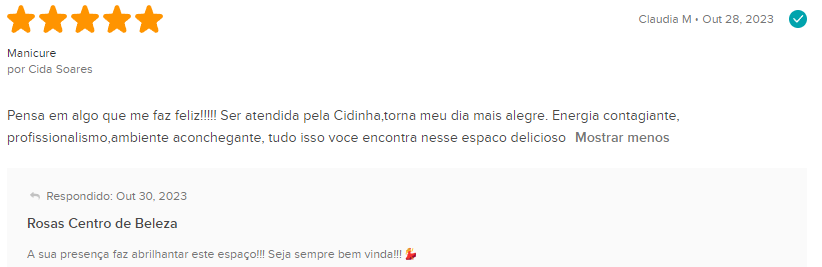 Claudia M • Out 28, 2023
Manicure
por Cida Soares
Pensa em algo que me faz feliz!!!!! Ser atendida pela Cidinha,torna meu dia mais alegre. Energia contagiante,
profissionalismo,ambiente aconchegante, tudo isso voce encontra nesse espaco delicioso Mostrar menos
Respondido: Out 30, 2023
Rosas Centro de Beleza
A sua presença faz abrilhantar este espaço!!! Seja sempre bem vinda!!! 💃